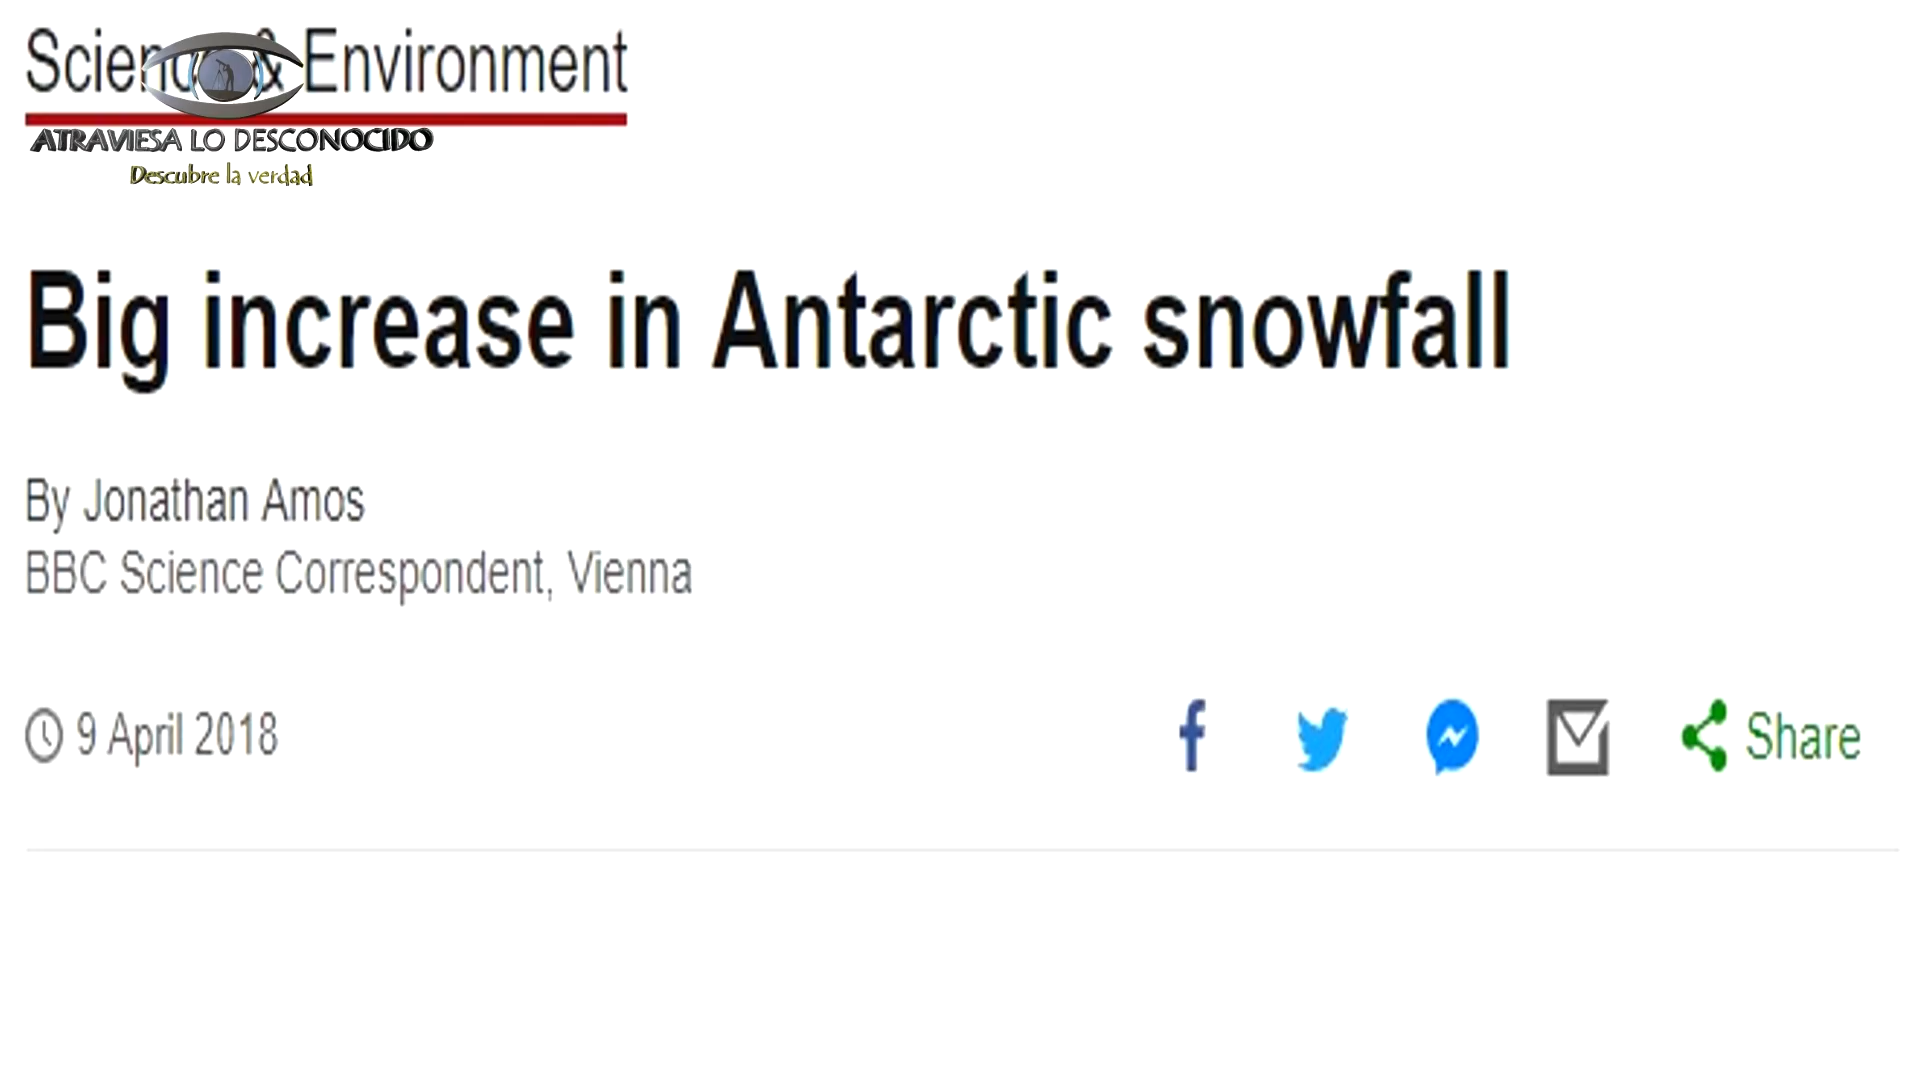 Science & Environment
ATRAVIESA LO DESCONOCIDO
Descubre la verdad
Big increase in Antarctic snowfall
By Jonathan Amos
BBC Science Correspondent, Vienna
9 April 2018
Share